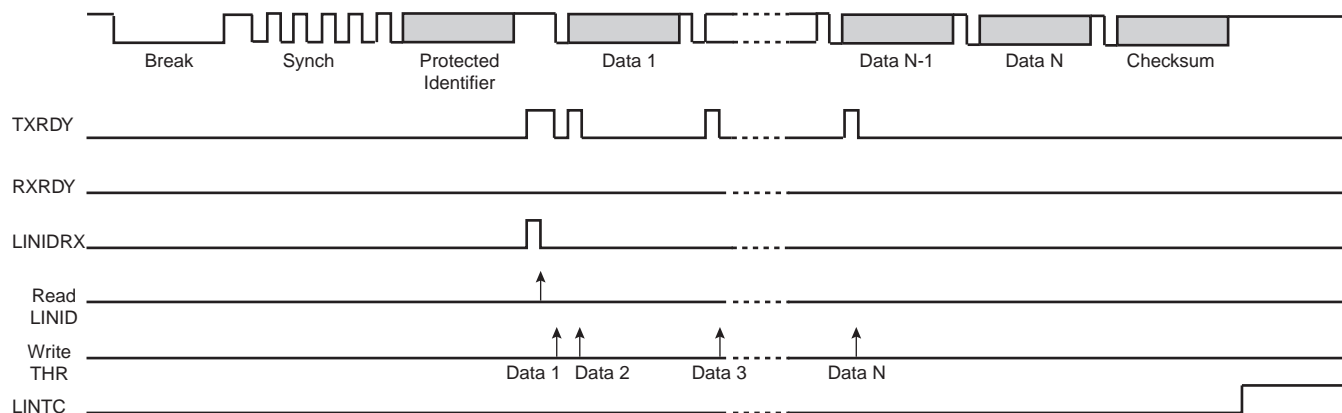 Break Synch Protected Data 1 Data N-1 Data N Checksum
Identifier
TXRDY
RXRDY
LINIDRX
Read
LINID
Write
THR
Data 1 Data 2 Data 3 Data N
LINTC